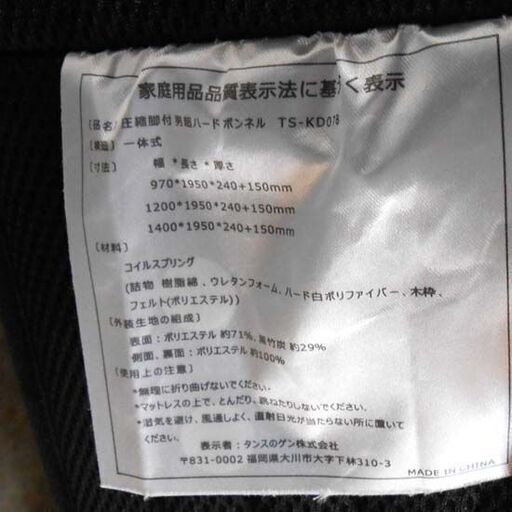 家庭用品品質表示法に基づく表示
〔品名〕圧縮脚付 男超ハード ボンネル TS-KD078
〔構造〕一体式
〔寸法〕 幅 *長さ * 厚さ
970*1950*240+150mm
1200*1950*240+150mm
1400*1950*240+150mm
〔材料〕
コイルスプリング
(詰物 樹脂綿、ウレタンフォーム、ハード白ポリファイバー、木枠、
フェルト(ポリエステル))
〔外装生地の組成〕
表面：ポリエステル 約71%、黒竹炭 約29%
側面、裏面：ポリエステル 約100%
〔使用上の注意〕
*無理に折り曲げないでください。
*マットレスの上で、とんだり、跳ねたりしないでください。
*湿気を避け、風通しよく、直射日光が当たらない所に置いて
ください。
表示者：タンスのゲン株式会社
〒831-0002 福岡県大川市大字下林310-3
MADE IN CHINA